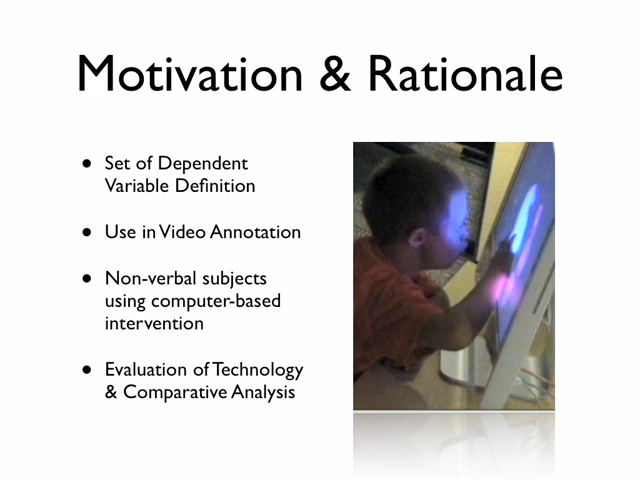 Motivation & Rationale
• Set of Dependent
Variable Definition
• Use in Video Annotation
• Non-verbal subjects
using computer-based
intervention
• Evaluation of Technology
& Comparative Analysis